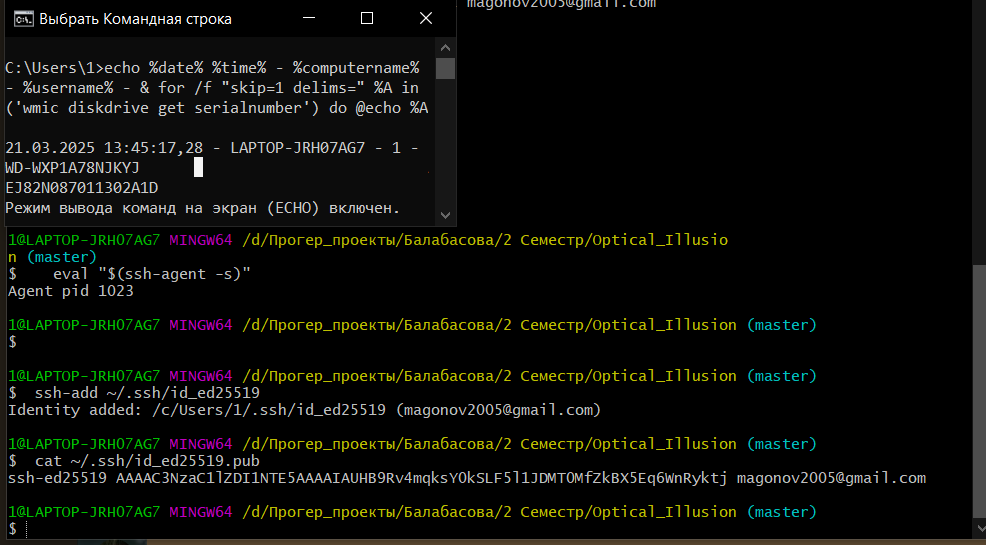 magonov2005@gmail.com
Выбрать Командная строка
C:\Users\1>echo %date% %time% - %computername%
- %username% - & for /f "skip=1 delims=" %A in
('wmic diskdrive get serialnumber') do @echo %A
21.03.2025 13:45:17,28 - LAPTOP-JRH07AG7 - 1 -
WD-WXP1A78NJKYJ
EJ82N087011302A1D
Режим вывода команд на экран (ECHO) включен.
1@LAPTOP-JRH07AG7 MINGW64 /d/Прогер_проекты/Балабасова/2 Семестр/Optical_Illusio
n (master)
$    eval "$(ssh-agent -s)"
Agent pid 1023
1@LAPTOP-JRH07AG7 MINGW64 /d/Прогер_проекты/Балабасова/2 Семестр/Optical_Illusion (master)
$
1@LAPTOP-JRH07AG7 MINGW64 /d/Прогер_проекты/Балабасова/2 Семестр/Optical_Illusion (master)
$  ssh-add ~/.ssh/id_ed25519
Identity added: /c/Users/1/.ssh/id_ed25519 (magonov2005@gmail.com)
1@LAPTOP-JRH07AG7 MINGW64 /d/Прогер_проекты/Балабасова/2 Семестр/Optical_Illusion (master)
$  cat ~/.ssh/id_ed25519.pub
ssh-ed25519 AAAAC3NzaC1lZDI1NTE5AAAAIAUHB9Rv4mqksYOkSLF5l1JDMTOMfZkBX5Eq6WnRyktj magonov2005@gmail.com
1@LAPTOP-JRH07AG7 MINGW64 /d/Прогер_проекты/Балабасова/2 Семестр/Optical_Illusion (master)
$